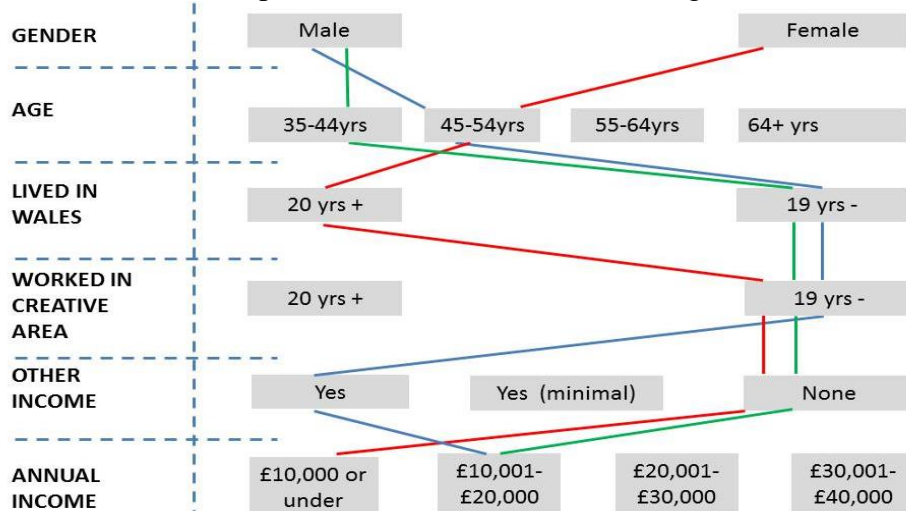 GENDER
Male
Female
AGE
35-44yrs
45-54yrs
55-64yrs
64+ yrs
LIVED IN
WALES
20 yrs +
19 yrs -
WORKED IN
CREATIVE
AREA
20 yrs +
19 yrs -
OTHER
INCOME
Yes
Yes (minimal)
None
ANNUAL
INCOME
£10,000 or
under
£10,001-
£20,000
£20,001-
£30,000
£30,001-
£40,000